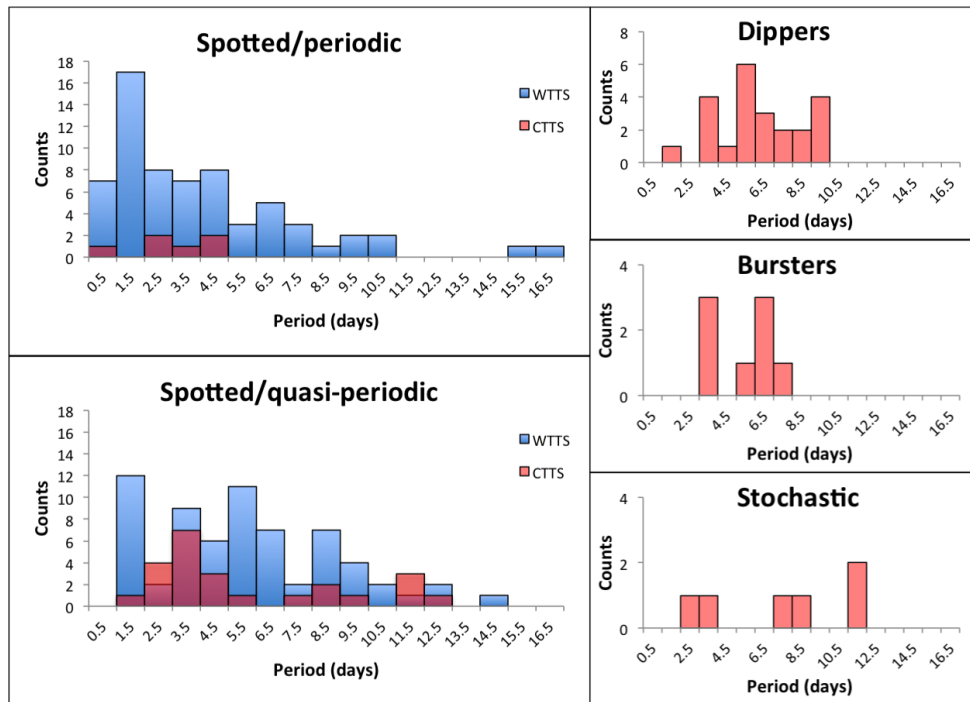 Spotted/periodic
18
16
14
12
10
8
6
4
2
0
Counts
WTTS
CTTS
0.5 1.5 2.5 3.5 4.5 5.5 6.5 7.5 8.5 9.5 10.5 11.5 12.5 13.5 14.5 15.5 16.5
Period (days)
Spotted/quasi-periodic
18
16
14
12
10
8
6
4
2
0
Counts
WTTS
CTTS
0.5 1.5 2.5 3.5 4.5 5.5 6.5 7.5 8.5 9.5 10.5 11.5 12.5 13.5 14.5 15.5 16.5
Period (days)
Dippers
8
6
4
2
0
Counts
0.5 2.5 4.5 6.5 8.5 10.5 12.5 14.5 16.5
Period (days)
Bursters
4
2
0
Counts
0.5 2.5 4.5 6.5 8.5 10.5 12.5 14.5 16.5
Period (days)
Stochastic
4
2
0
Counts
0.5 2.5 4.5 6.5 8.5 10.5 12.5 14.5 16.5
Period (days)